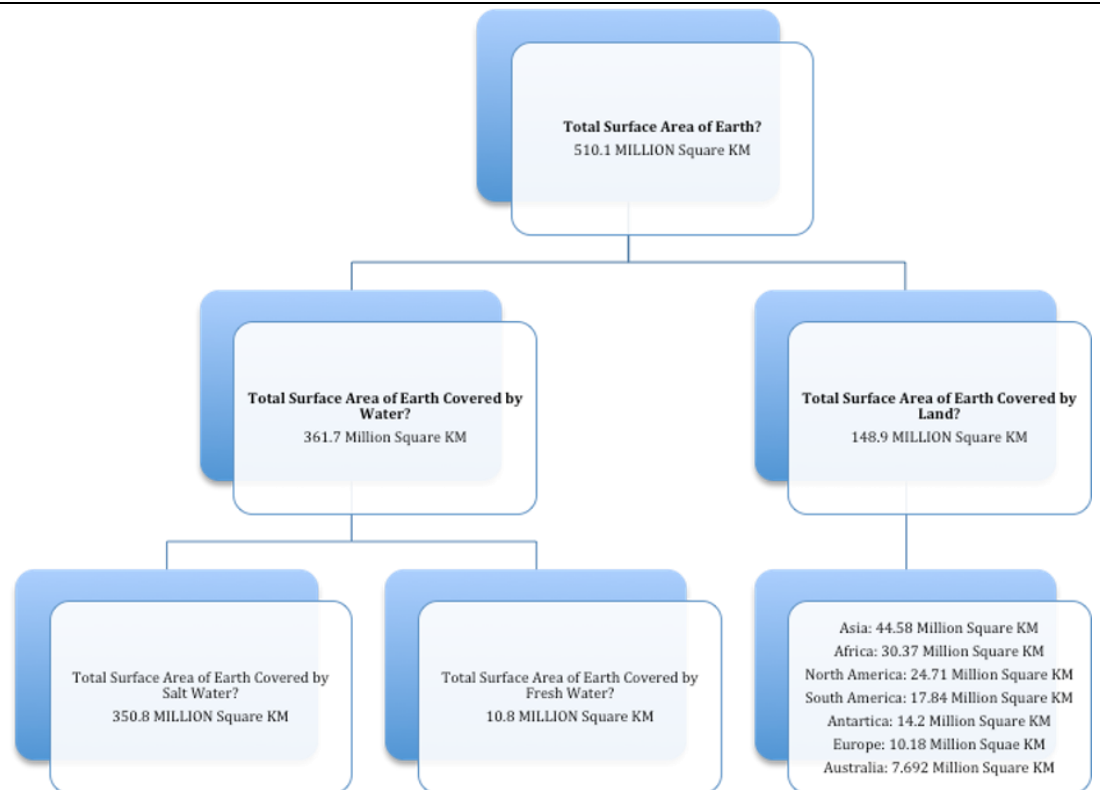 Total Surface Area of Earth?
510.1 MILLION Square KM
Total Surface Area of Earth Covered by
Water?
361.7 Million Square KM
Total Surface Area of Earth Covered by
Land?
148.9 MILLION Square KM
Total Surface Area of Earth Covered by
Salt Water?
350.8 MILLION Square KM
Total Surface Area of Earth Covered by
Fresh Water?
10.8 MILLION Square KM
Asia: 44.58 Million Square KM
Africa: 30.37 Million Square KM
North America: 24.71 Million Square KM
South America: 17.84 Million Square KM
Antartica: 14.2 Million Square KM
Europe: 10.18 Million Squae KM
Australia: 7.692 Million Square KM